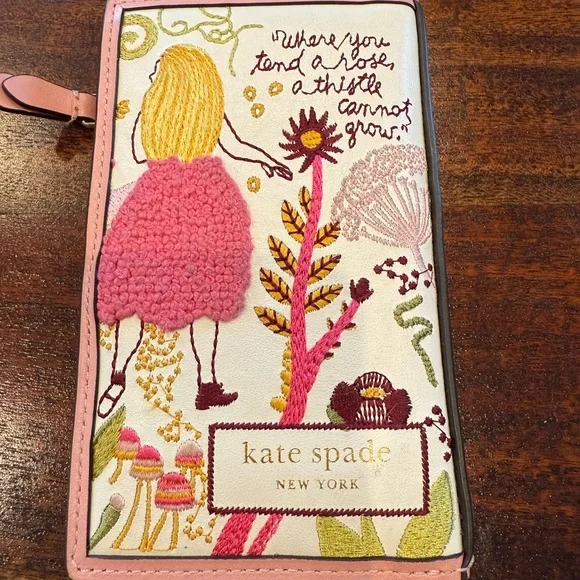 "Where you
tend a rose,
a thistle
cannot
grow."
kate spade
NEW YORK